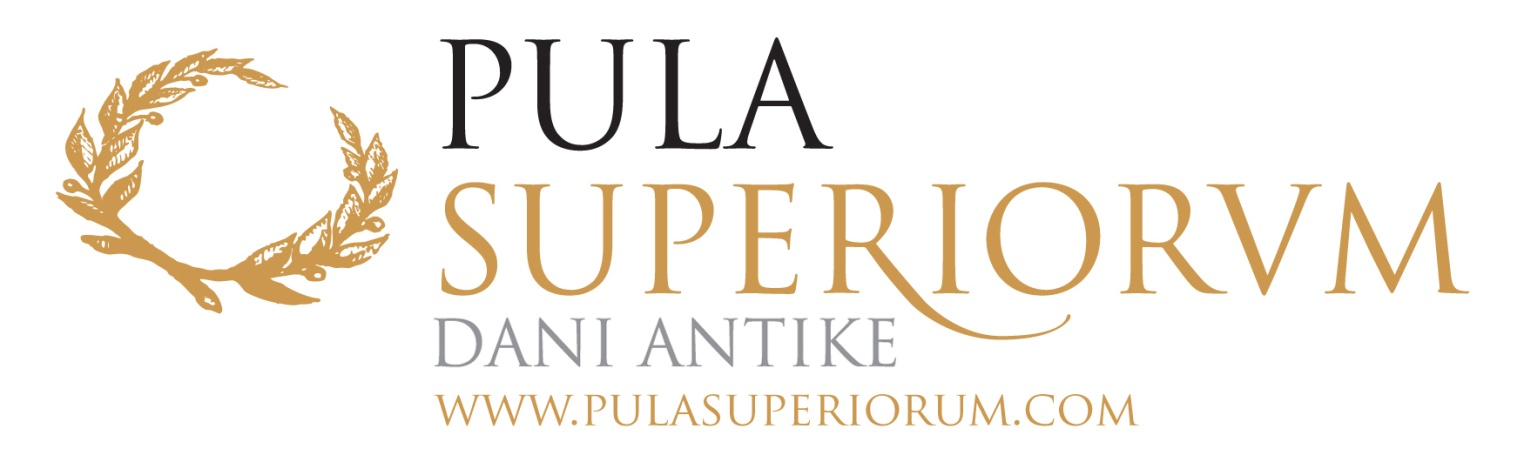 PULA
SUPERIORVM
DANI ANTIKE
WWW.PULASUPERIORUM.COM